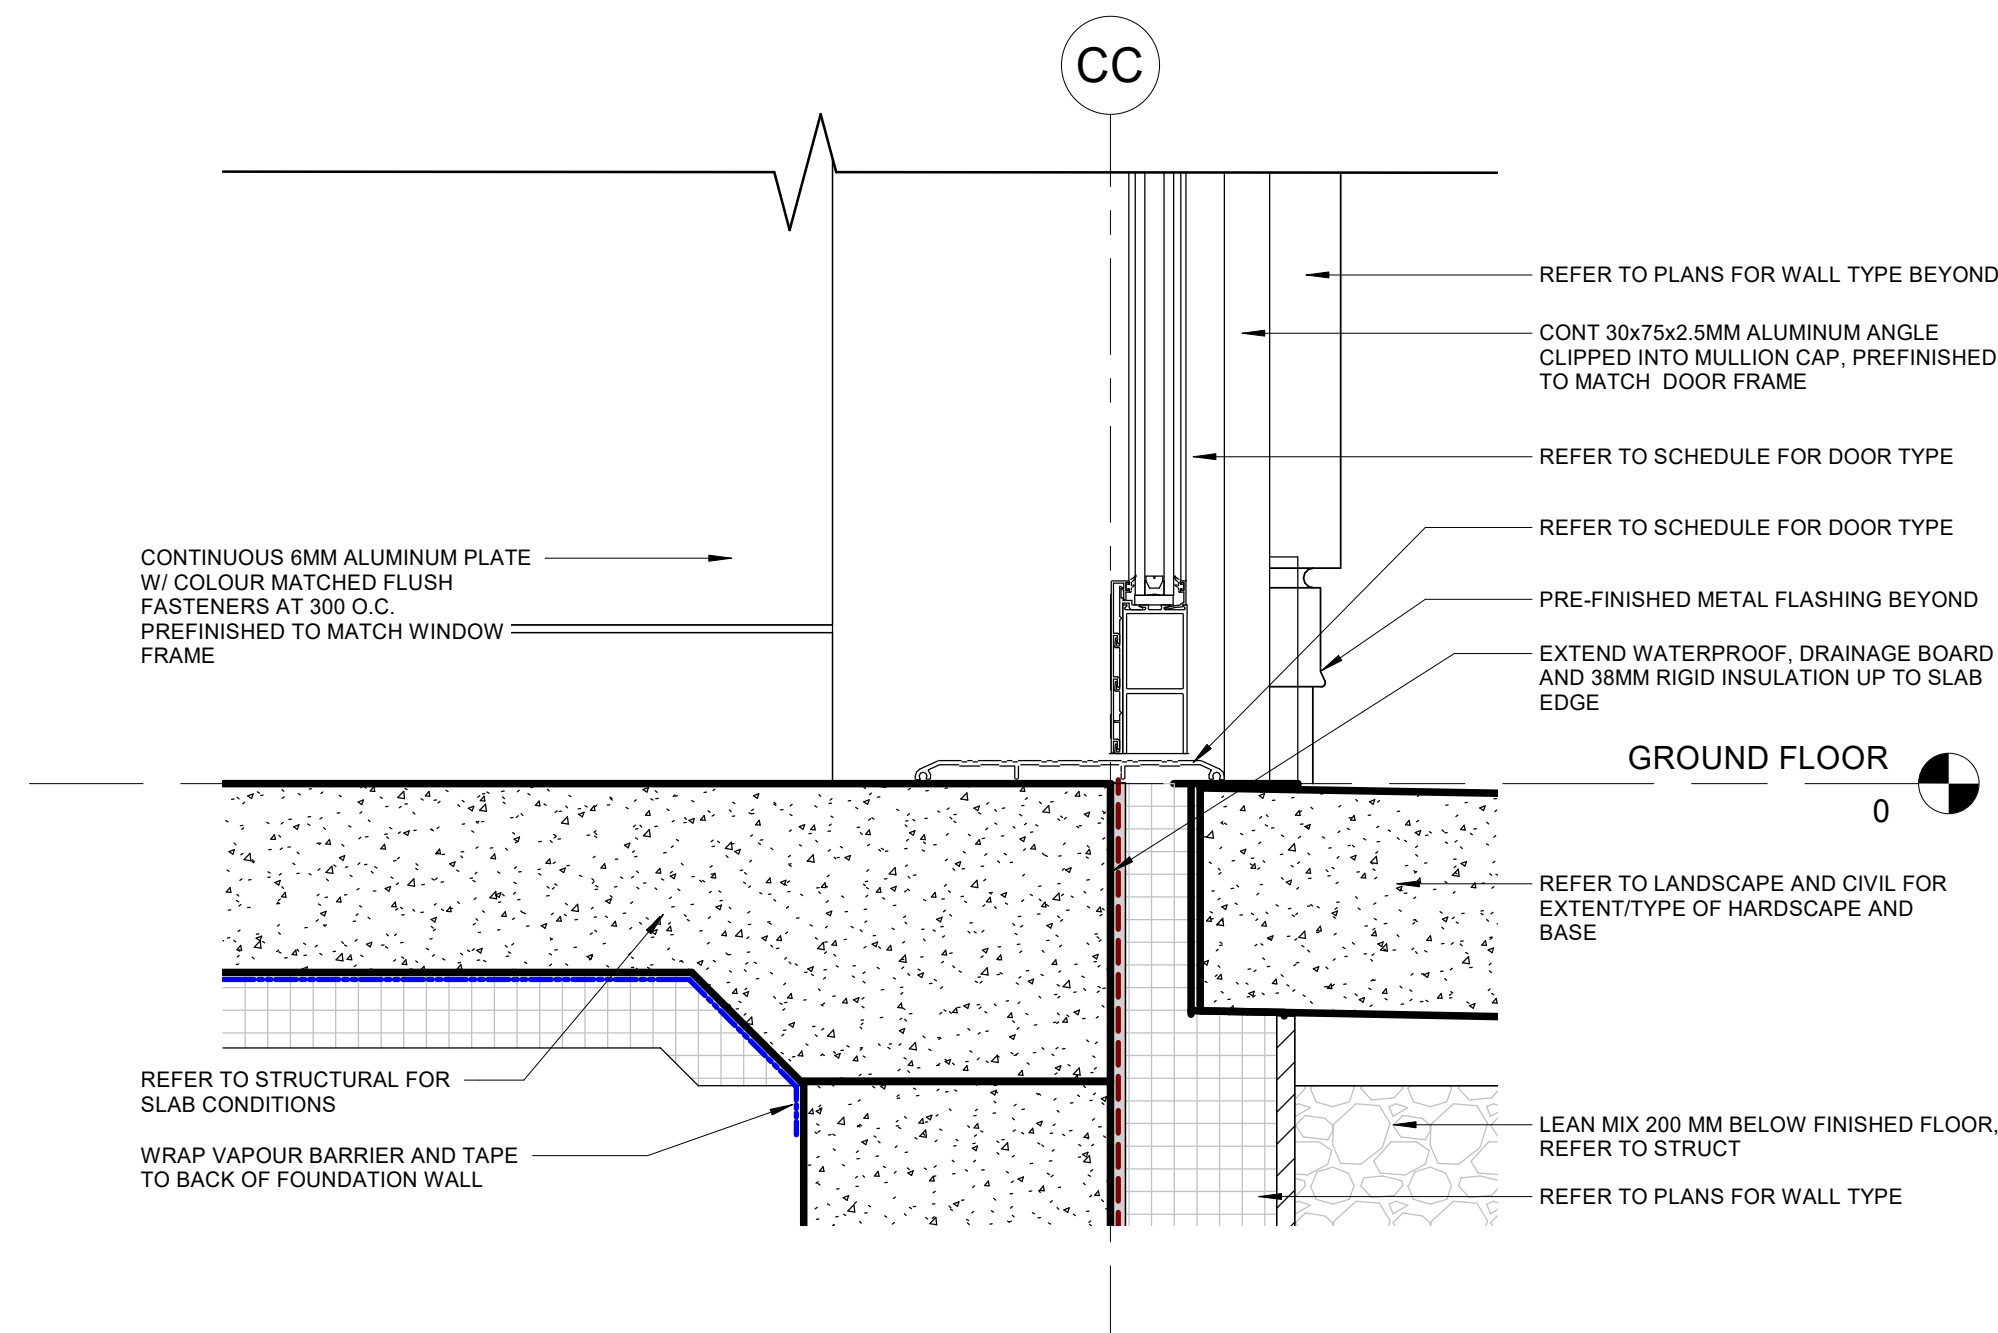 CC
REFER TO PLANS FOR WALL TYPE BEYOND
CONT 30x75x2.5MM ALUMINUM ANGLE
CLIPPED INTO MULLION CAP, PREFINISHED
TO MATCH DOOR FRAME
REFER TO SCHEDULE FOR DOOR TYPE
REFER TO SCHEDULE FOR DOOR TYPE
CONTINUOUS 6MM ALUMINUM PLATE
W/ COLOUR MATCHED FLUSH
FASTENERS AT 300 O.C.
PREFINISHED TO MATCH WINDOW
FRAME
PRE-FINISHED METAL FLASHING BEYOND
EXTEND WATERPROOF, DRAINAGE BOARD
AND 38MM RIGID INSULATION UP TO SLAB
EDGE
GROUND FLOOR
0
REFER TO LANDSCAPE AND CIVIL FOR
EXTENT/TYPE OF HARDSCAPE AND
BASE
REFER TO STRUCTURAL FOR
SLAB CONDITIONS
WRAP VAPOUR BARRIER AND TAPE
TO BACK OF FOUNDATION WALL
LEAN MIX 200 MM BELOW FINISHED FLOOR,
REFER TO STRUCT
REFER TO PLANS FOR WALL TYPE